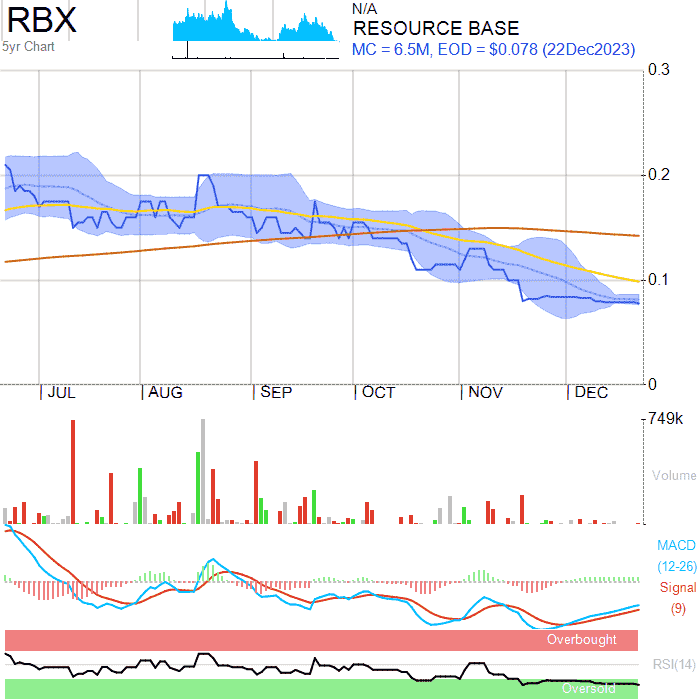 RBX
5yr Chart
N/A
RESOURCE BASE
MC = 6.5M, EOD = $0.078 (22Dec2023)
0.3
0.2
0.1
0
JUL
AUG
SEP
OCT
NOV
DEC
749k
Volume
MACD
(12-26)
Signal
(9)
Overbought
RSI(14)
Oversold